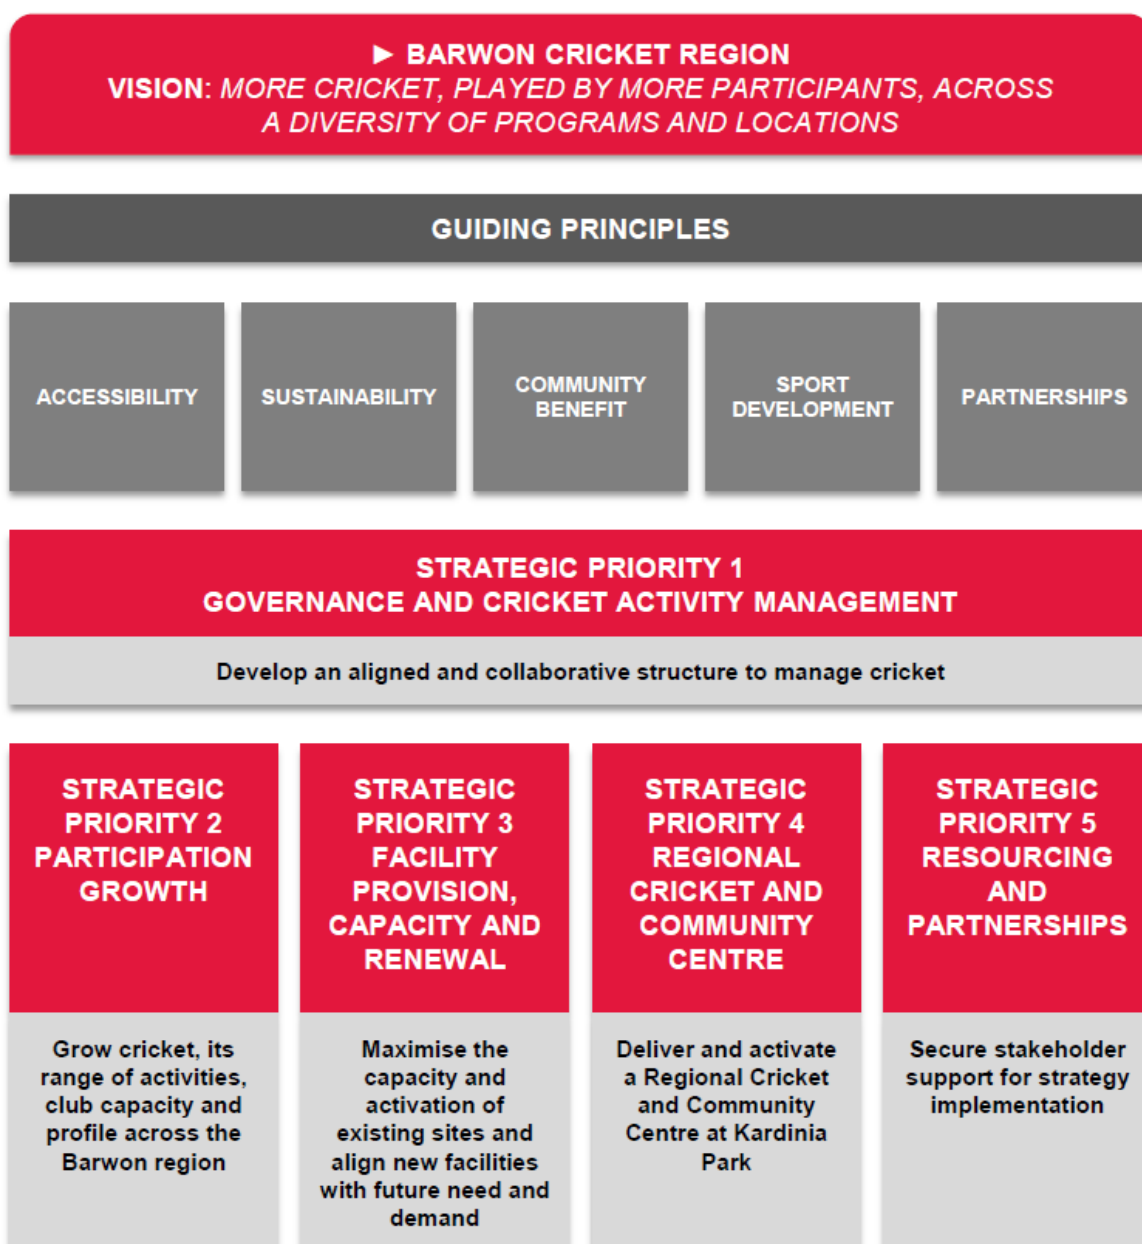 ► BARWON CRICKET REGION
VISION: MORE CRICKET, PLAYED BY MORE PARTICIPANTS, ACROSS
A DIVERSITY OF PROGRAMS AND LOCATIONS
GUIDING PRINCIPLES
ACCESSIBILITY
SUSTAINABILITY
COMMUNITY
BENEFIT
SPORT
DEVELOPMENT
PARTNERSHIPS
STRATEGIC PRIORITY 1
GOVERNANCE AND CRICKET ACTIVITY MANAGEMENT
Develop an aligned and collaborative structure to manage cricket
STRATEGIC
PRIORITY 2
PARTICIPATION
GROWTH
Grow cricket, its
range of activities,
club capacity and
profile across the
Barwon region
STRATEGIC
PRIORITY 3
FACILITY
PROVISION,
CAPACITY AND
RENEWAL
Maximise the
capacity and
activation of
existing sites and
align new facilities
with future need and
demand
STRATEGIC
PRIORITY 4
REGIONAL
CRICKET AND
COMMUNITY
CENTRE
Deliver and activate
a Regional Cricket
and Community
Centre at Kardinia
Park
STRATEGIC
PRIORITY 5
RESOURCING
AND
PARTNERSHIPS
Secure stakeholder
support for strategy
implementation